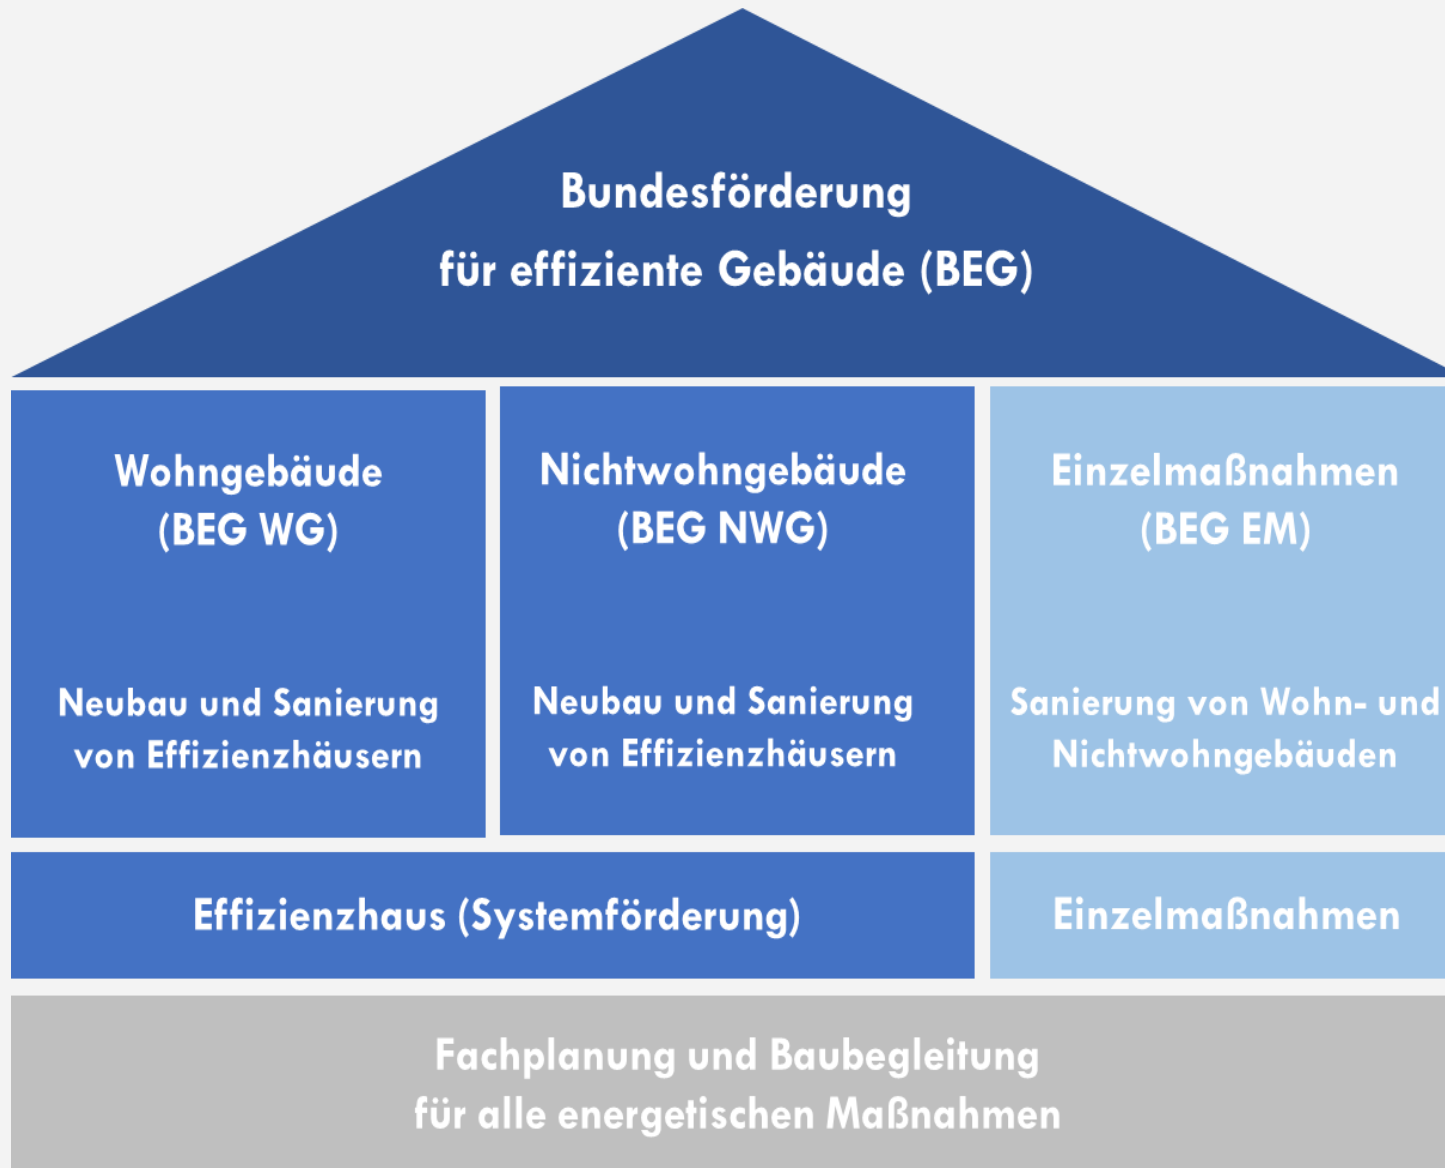 Bundesförderung
für effiziente Gebäude (BEG)
Wohngebäude
(BEG WG)
Neubau und Sanierung
von Effizienzhäusern
Nichtwohngebäude
(BEG NWG)
Neubau und Sanierung
von Effizienzhäusern
Einzelmaßnahmen
(BEG EM)
Sanierung von Wohn- und
Nichtwohngebäuden
Effizienzhaus (Systemförderung)
Einzelmaßnahmen
Fachplanung und Baubegleitung
für alle energetischen Maßnahmen